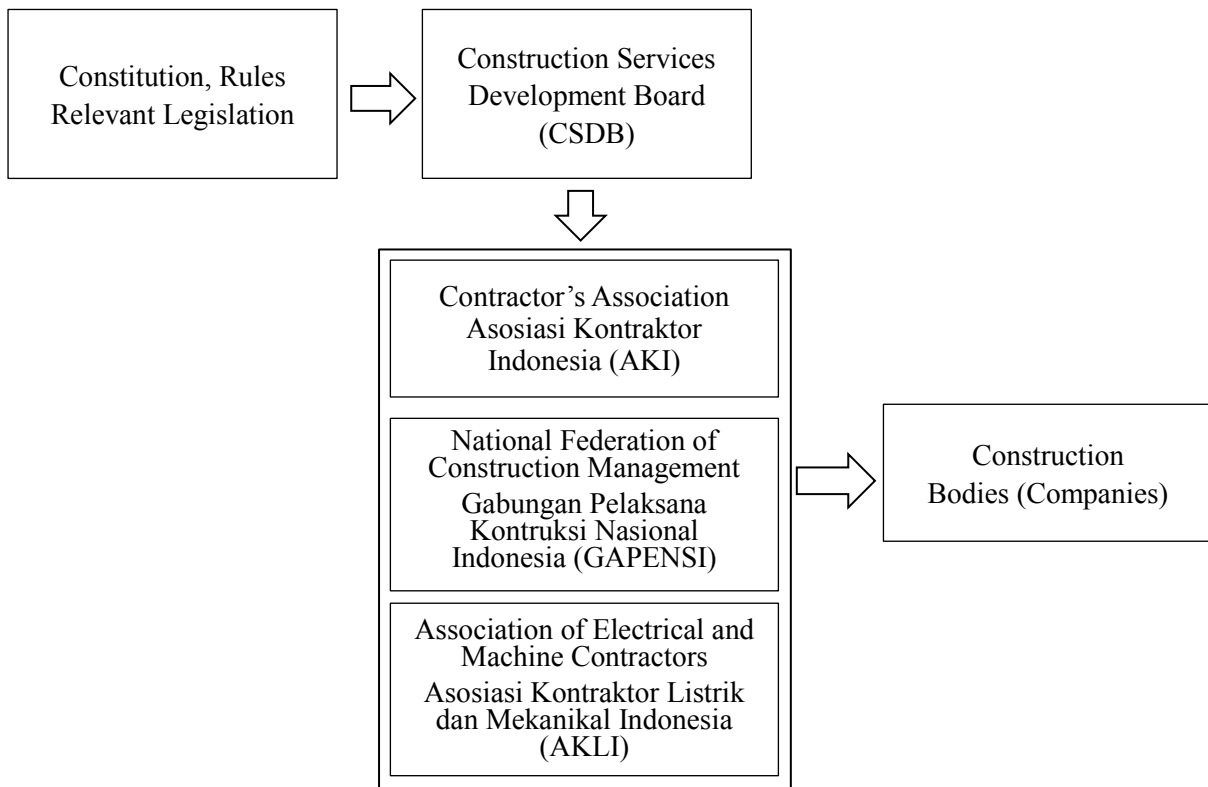 Constitution, Rules
Relevant Legislation
Construction Services
Development Board
(CSDB)
Contractor’s Association
Asosiasi Kontraktor
Indonesia (AKI)
National Federation of
Construction Management
Gabungan Pelaksana
Kontruksi Nasional
Indonesia (GAPENSI)
Association of Electrical and
Machine Contractors
Asosiasi Kontraktor Listrik
dan Mekanikal Indonesia
(AKLI)
Construction
Bodies (Companies)